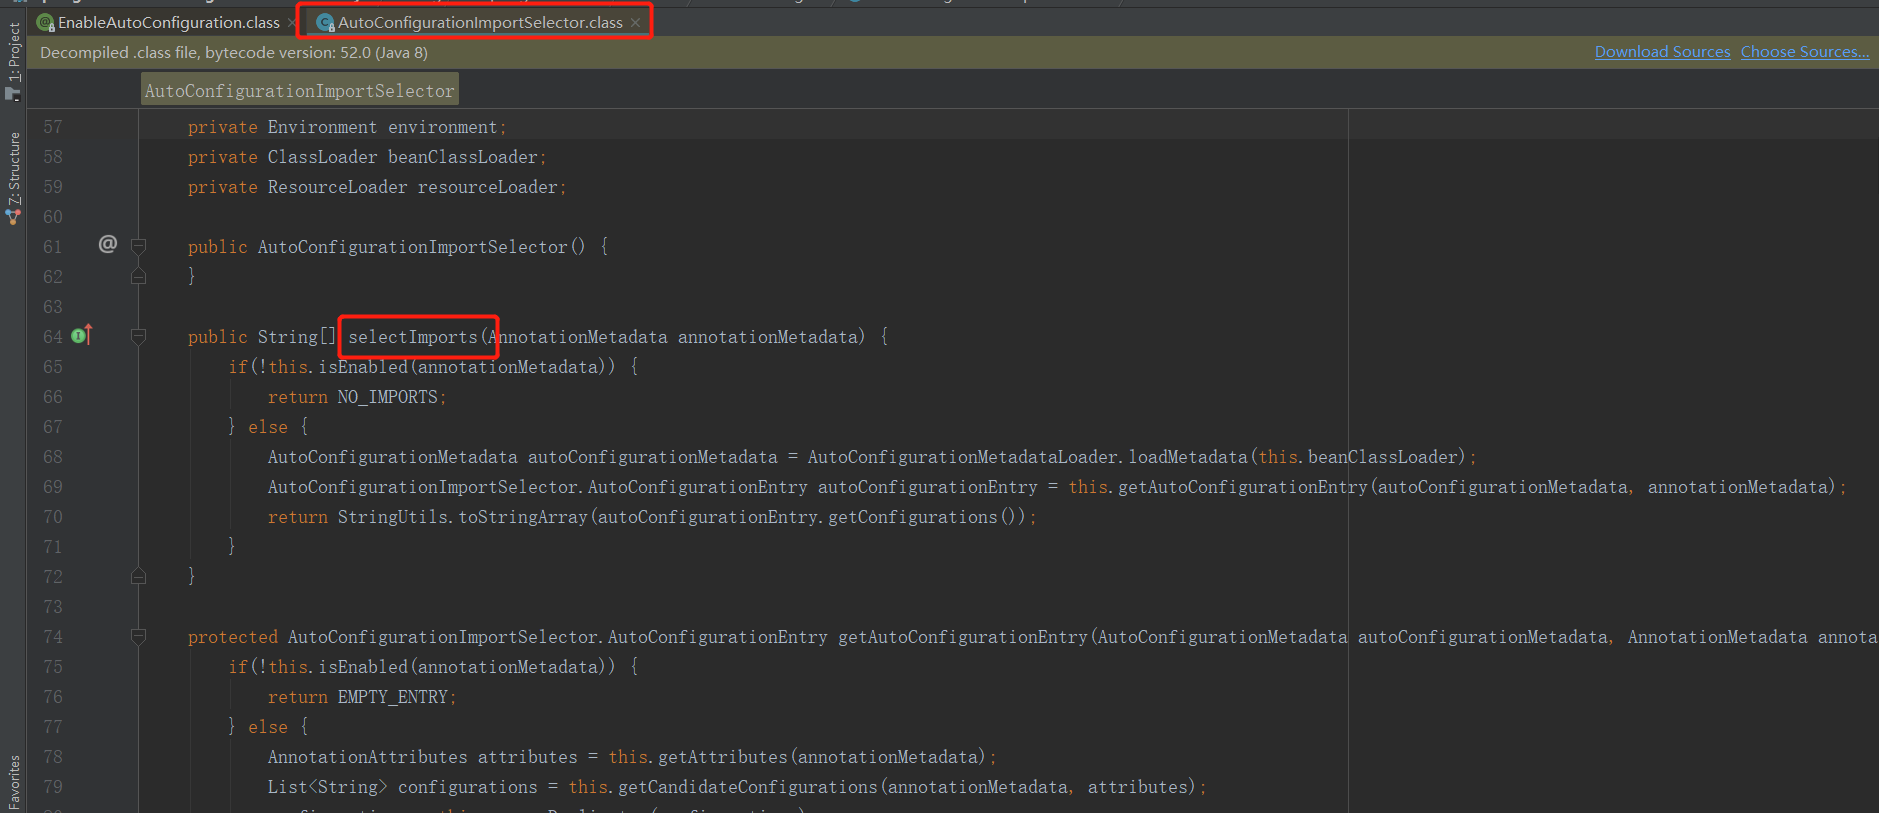 EnableAutoConfiguration.class × AutoConfigurationImportSelector.class ×
Decompiled .class file, bytecode version: 52.0 (Java 8) Download Sources Choose Sources...
1: Project
Z: Structure
Favorites
AutoConfigurationImportSelector
57 private Environment environment;
58 private ClassLoader beanClassLoader;
59 private ResourceLoader resourceLoader;
60
61 @ public AutoConfigurationImportSelector() {
62 }
63
64 public String[] selectImports(AnnotationMetadata annotationMetadata) {
65 if(!this.isEnabled(annotationMetadata)) {
66 return NO_IMPORTS;
67 } else {
68 AutoConfigurationMetadata autoConfigurationMetadata = AutoConfigurationMetadataLoader.loadMetadata(this.beanClassLoader);
69 AutoConfigurationImportSelector.AutoConfigurationEntry autoConfigurationEntry = this.getAutoConfigurationEntry(autoConfigurationMetadata, annotationMetadata);
70 return StringUtils.toStringArray(autoConfigurationEntry.getConfigurations());
71 }
72 }
73
74 protected AutoConfigurationImportSelector.AutoConfigurationEntry getAutoConfigurationEntry(AutoConfigurationMetadata autoConfigurationMetadata, AnnotationMetadata annota
75 if(!this.isEnabled(annotationMetadata)) {
76 return EMPTY_ENTRY;
77 } else {
78 AnnotationAttributes attributes = this.getAttributes(annotationMetadata);
79 List<String> configurations = this.getCandidateConfigurations(annotationMetadata, attributes);